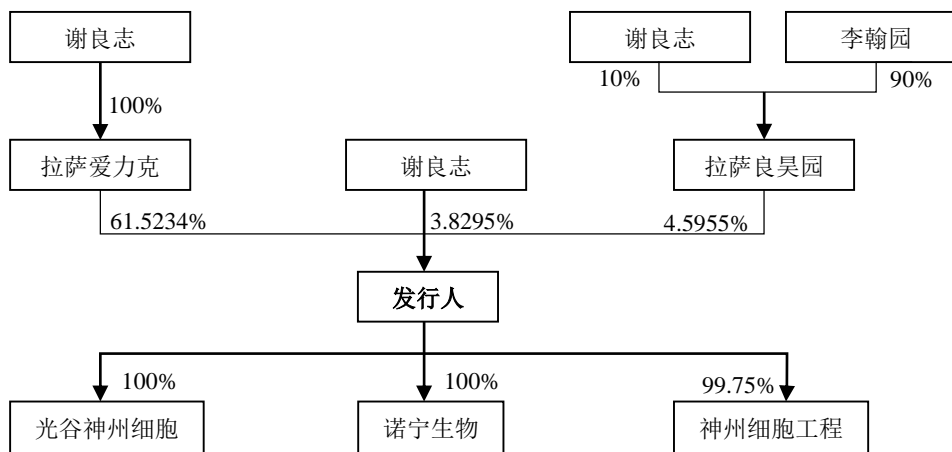 谢良志
谢良志
李翰园
10%
90%
100%
拉萨爱力克
谢良志
拉萨良昊园
61.5234%
3.8295%
4.5955%
发行人
100%
100%
99.75%
光谷神州细胞
诺宁生物
神州细胞工程